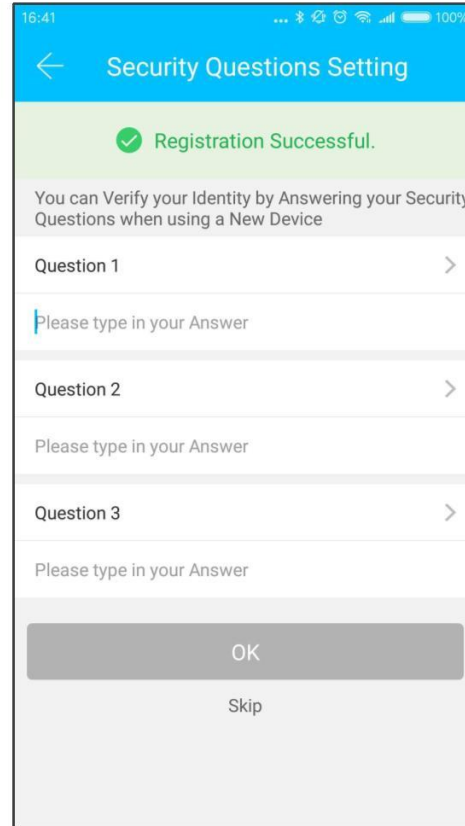 16:41 ... 100%
Security Questions Setting
Registration Successful.
You can Verify your Identity by Answering your Security
Questions when using a New Device
Question 1
Please type in your Answer
Question 2
Please type in your Answer
Question 3
Please type in your Answer
OK
Skip